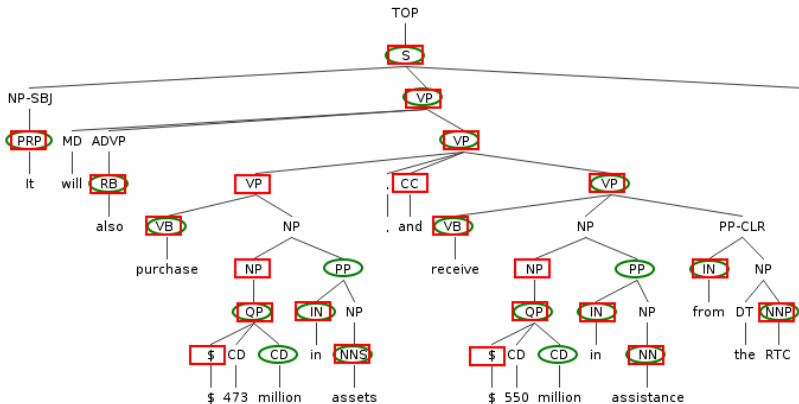 TOP
S
NP-SBJ VP
PRP MD ADVP VP
It will RB VP CC VP
also VB NP , and VB NP PP-CLR
purchase NP PP receive NP PP IN NP
QP IN NP QP IN NP from DT NNP
$ CD CD in NNS $ CD CD in NN the RTC
$ 473 million assets $ 550 million assistance